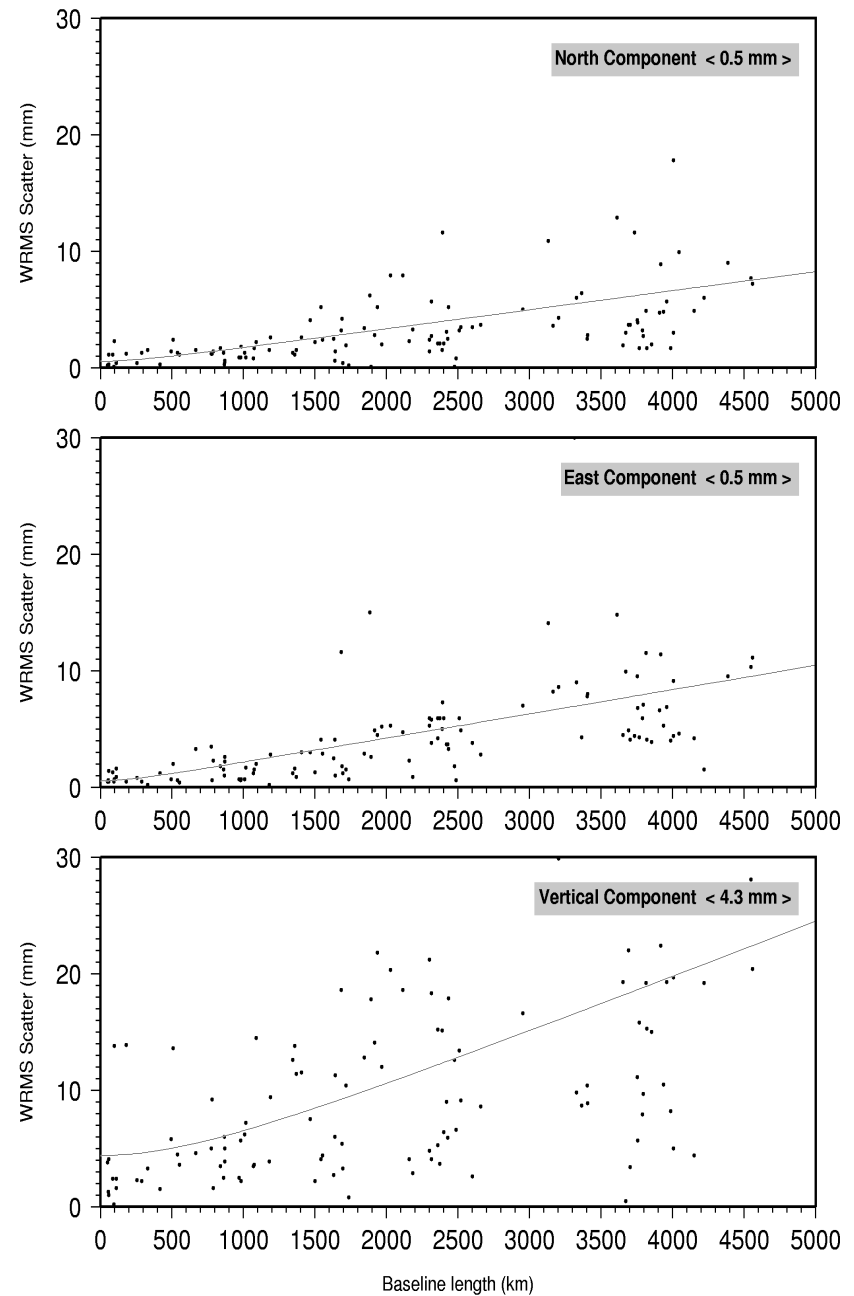 30
North Component < 0.5 mm >
20
WRMS Scatter (mm)
10
0
0 500 1000 1500 2000 2500 3000 3500 4000 4500 5000
30
East Component < 0.5 mm >
20
WRMS Scatter (mm)
10
0
0 500 1000 1500 2000 2500 3000 3500 4000 4500 5000
30
Vertical Component < 4.3 mm >
20
WRMS Scatter (mm)
10
0
0 500 1000 1500 2000 2500 3000 3500 4000 4500 5000
Baseline length (km)